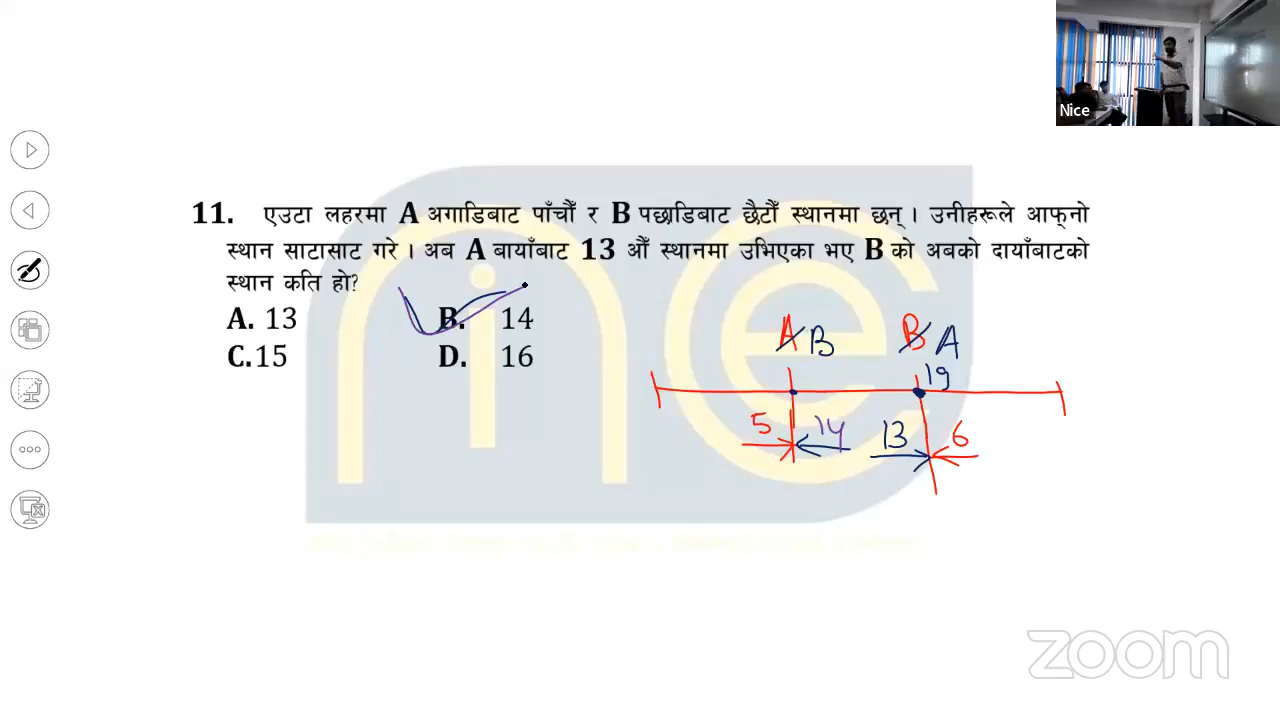 Nice
11. एउटा लहरमा A अगाडिबाट पाँचौँ र B पछाडिबाट छैटौँ स्थानमा छन् । उनीहरूले आफ्नो
स्थान साटासाट गरे । अब A बायाँबाट 13 औँ स्थानमा उभिएका भए B को अबको दायाँबाटको
स्थान कति हो?
A. 13 B. 14
C.15 D. 16
A B B A
19
5 14 13 6
zoom